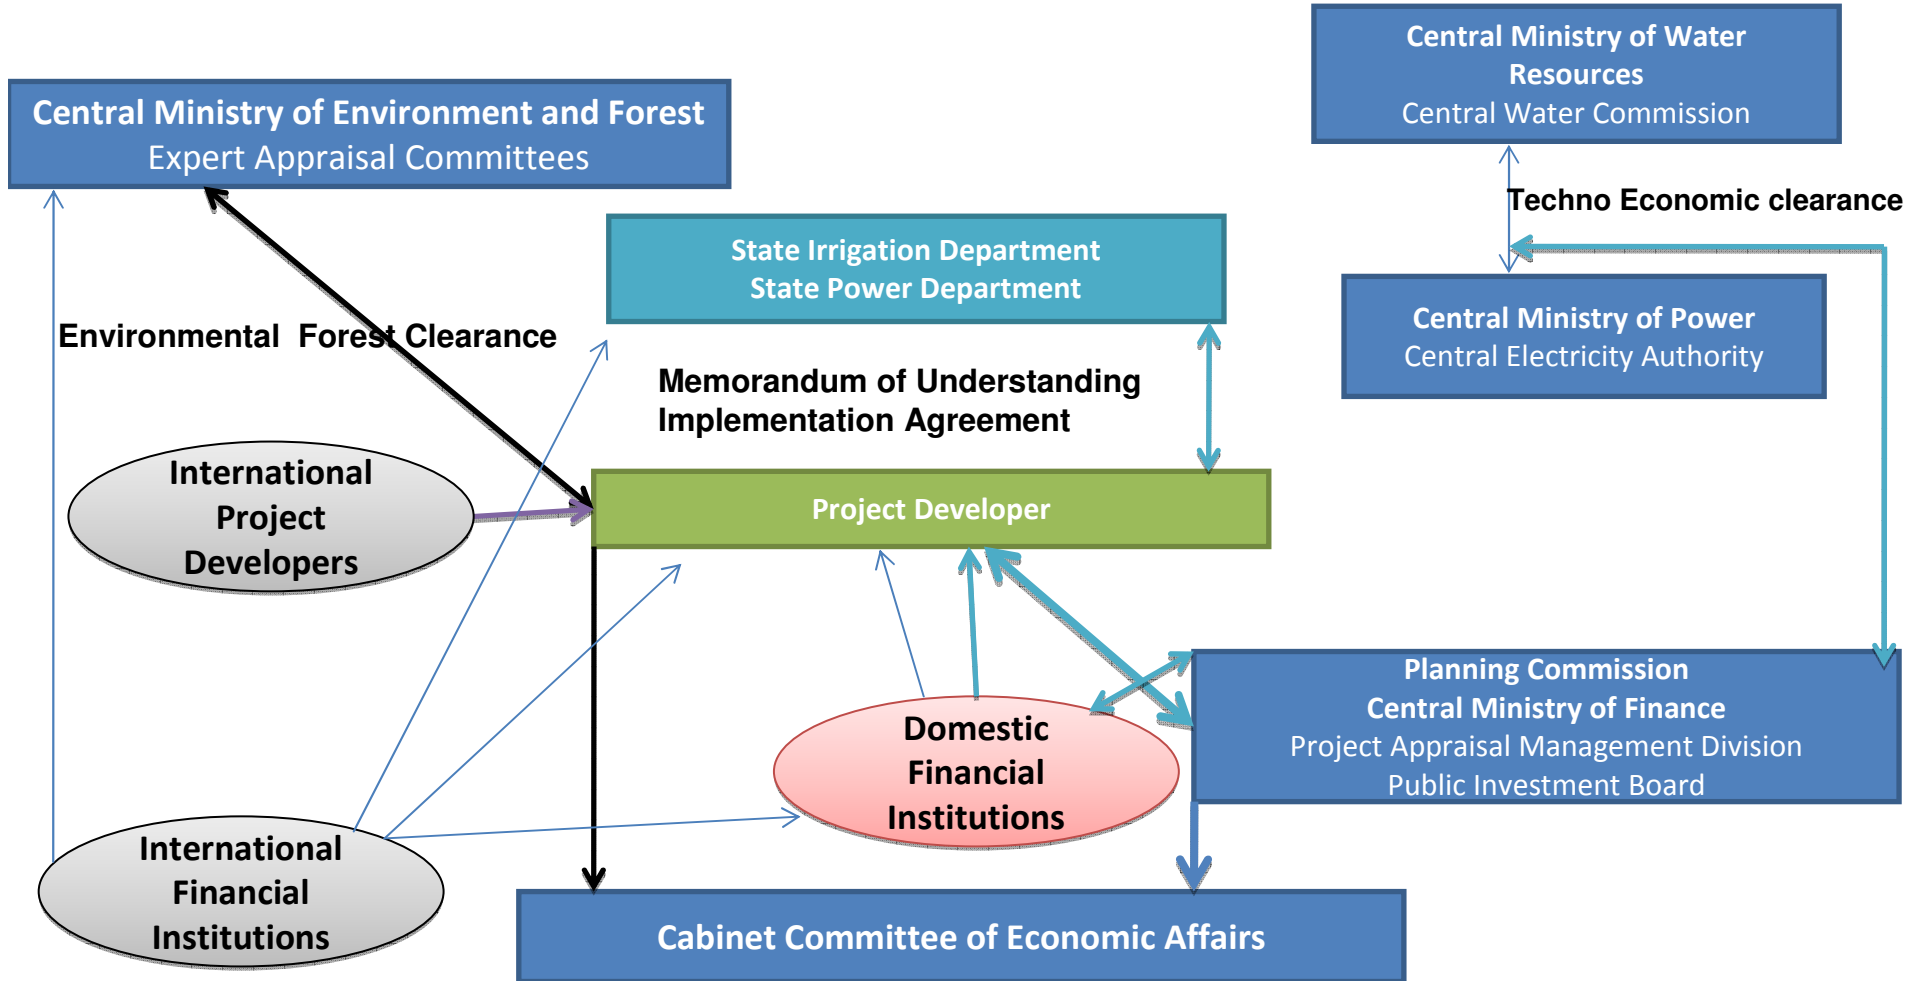 Central Ministry of Water
Resources
Central Water Commission
Central Ministry of Environment and Forest
Expert Appraisal Committees
Techno Economic clearance
State Irrigation Department
State Power Department
Central Ministry of Power
Central Electricity Authority
Environmental  Forest Clearance
Memorandum of Understanding
Implementation Agreement
International
Project
Developers
Project Developer
Planning Commission
Central Ministry of Finance
Project Appraisal Management Division
Public Investment Board
Domestic
Financial
Institutions
International
Financial
Institutions
Cabinet Committee of Economic Affairs